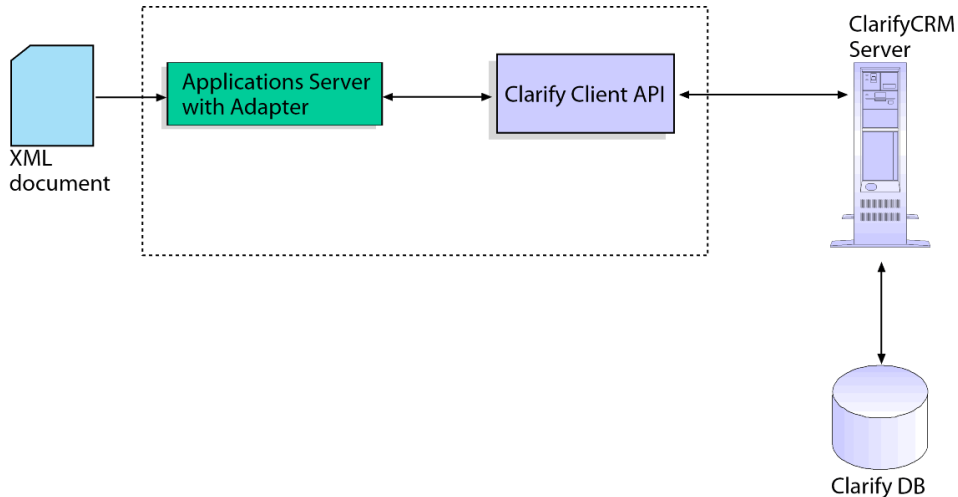 ClarifyCRM
Server
Applications Server
with Adapter
Clarify Client API
XML
document
Clarify DB